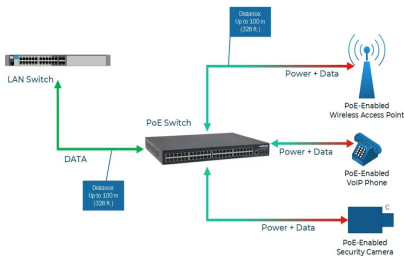 Distance:
Up to 100 m
(328 ft.)
LAN Switch
Power + Data
PoE-Enabled
Wireless Access Point
PoE Switch
DATA
Power + Data
PoE-Enabled
VoIP Phone
Distance:
Up to 100 m
(328 ft.)
C
Power + Data
PoE-Enabled
Security Camera